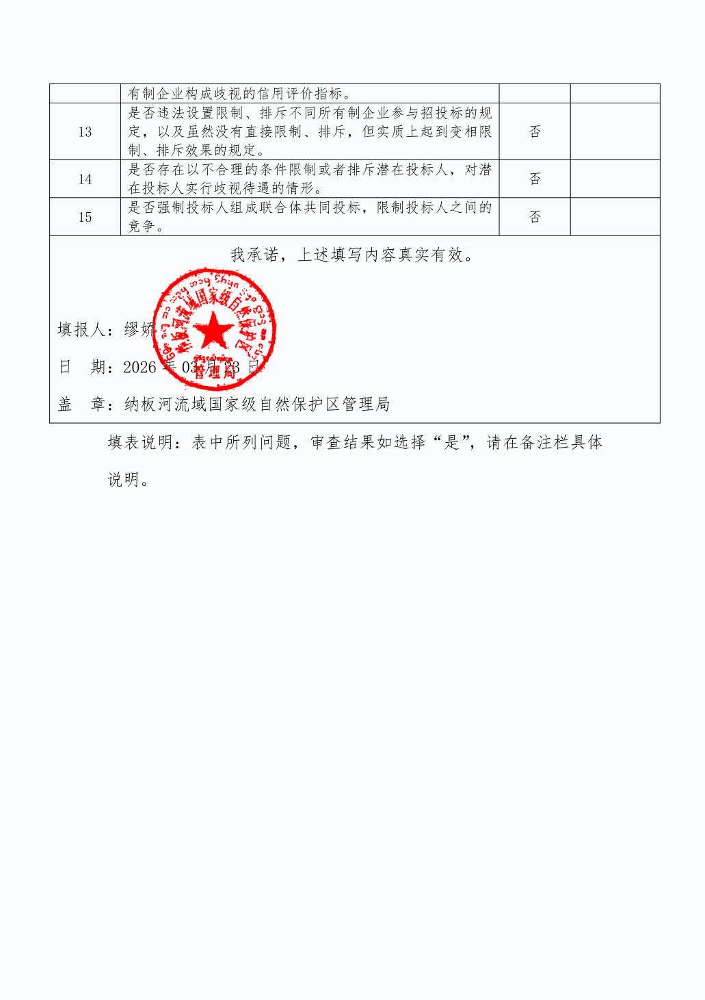 有制企业构成歧视的信用评价指标。
13
是否违法设置限制、排斥不同所有制企业参与招投标的规
定，以及虽然没有直接限制、排斥，但实质上起到变相限
制、排斥效果的规定。
否
14
是否存在以不合理的条件限制或者排斥潜在投标人，对潜
在投标人实行歧视待遇的情形。
否
15
是否强制投标人组成联合体共同投标，限制投标人之间的
竞争。
否
我承诺，上述填写内容真实有效。
填报人：缪娇
日　期：2026 年 03 月 23 日
盖　章：纳板河流域国家级自然保护区管理局
纳板河流域国家级自然保护区
管理局
填表说明：表中所列问题，审查结果如选择“是”，请在备注栏具体
说明。